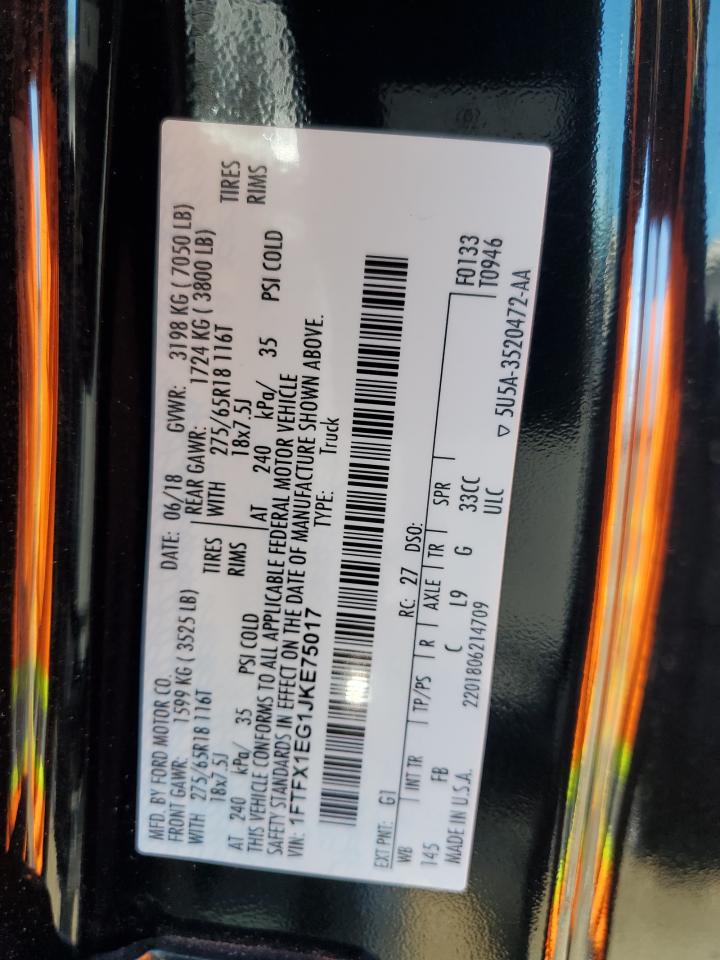 MFD. BY FORD MOTOR CO. DATE: 06/18 GVWR: 3198 KG ( 7050 LB)
FRONT GAWR: 1599 KG ( 3525 LB) REAR GAWR: 1724 KG ( 3800 LB)
WITH 275/65R18 116T TIRES WITH 275/65R18 116T TIRES
18x7.5J RIMS 18x7.5J RIMS
AT 240 kPa/ 35 PSI COLD AT 240 kPa/ 35 PSI COLD
THIS VEHICLE CONFORMS TO ALL APPLICABLE FEDERAL MOTOR VEHICLE
SAFETY STANDARDS IN EFFECT ON THE DATE OF MANUFACTURE SHOWN ABOVE.
VIN: 1FTFX1EG1JKE75017 TYPE: Truck
EXT PNT: G1 RC: 27 DSO: F0133
WB INT TR TP/PS R AXLE TR SPR T0946
145 FB C L9 G 33CC
ULC
MADE IN U.S.A. 2201806214709 ▽ 5U5A-3520472-AA